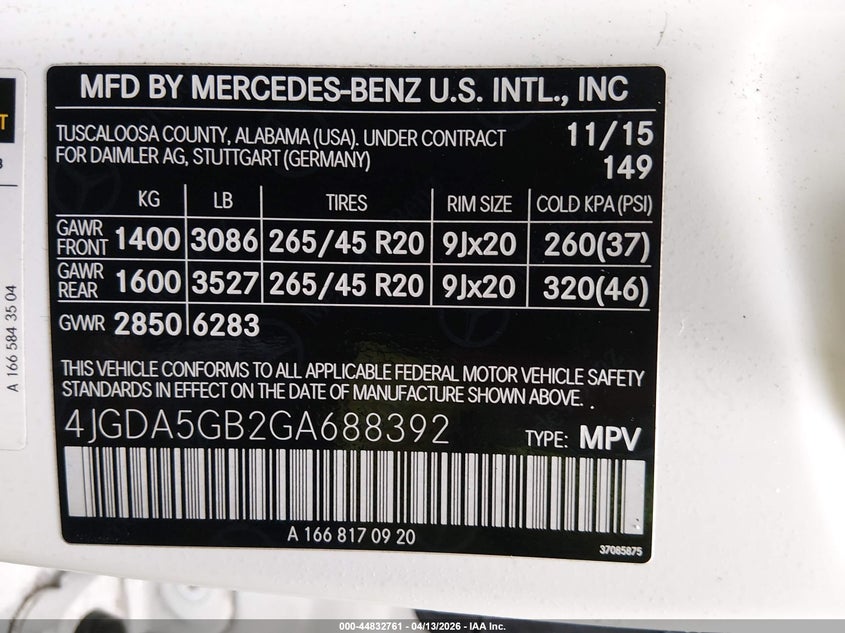 MFD BY MERCEDES-BENZ U.S. INTL., INC
TUSCALOOSA COUNTY, ALABAMA (USA). UNDER CONTRACT 11/15
FOR DAIMLER AG, STUTTGART (GERMANY) 149
KG LB TIRES RIM SIZE COLD KPA (PSI)
GAWR FRONT 1400 3086 265/45 R20 9Jx20 260(37)
GAWR REAR 1600 3527 265/45 R20 9Jx20 320(46)
GVWR 2850 6283
THIS VEHICLE CONFORMS TO ALL APPLICABLE FEDERAL MOTOR VEHICLE SAFETY
STANDARDS IN EFFECT ON THE DATE OF MANUFACTURE SHOWN ABOVE.
4JGDA5GB2GA688392 TYPE: MPV
A 166 817 09 20
37085875
A 166 584 35 04
000-44832761 - 04/13/2026 - IAA Inc.